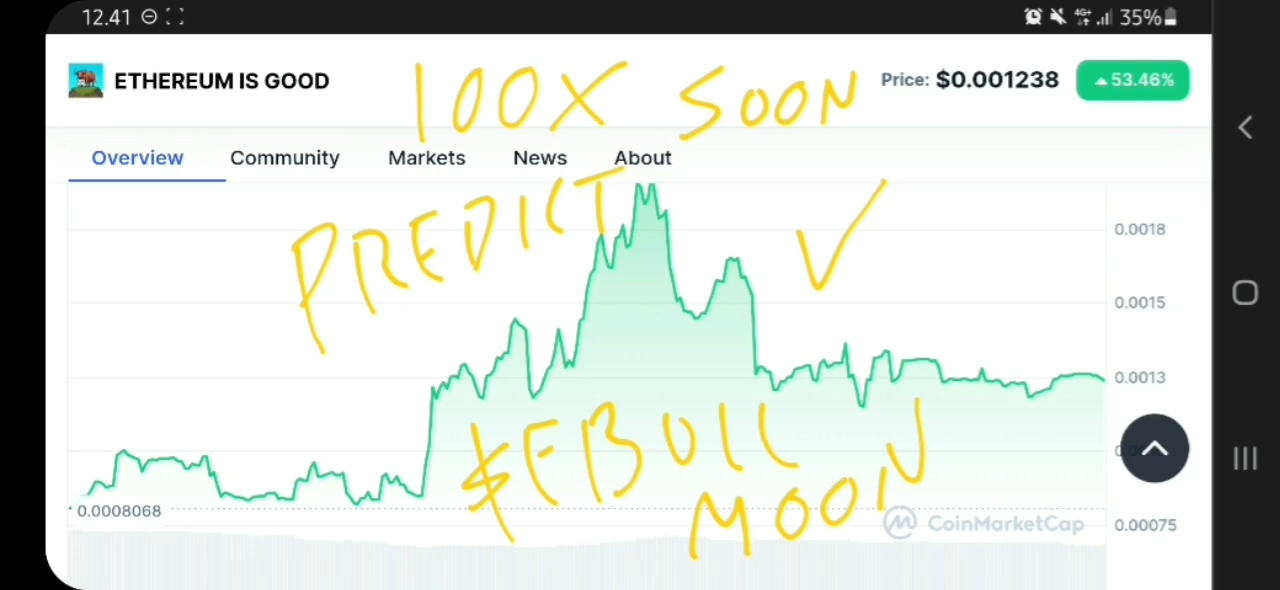 12.41 4G+ 35%
ETHEREUM IS GOOD 100X SOON Price: $0.001238 53.46%
Overview Community Markets News About
PREDICT
0.0018
0.0015
0.0013
$EBULL
MOON
0.0008068
CoinMarketCap
0.00075